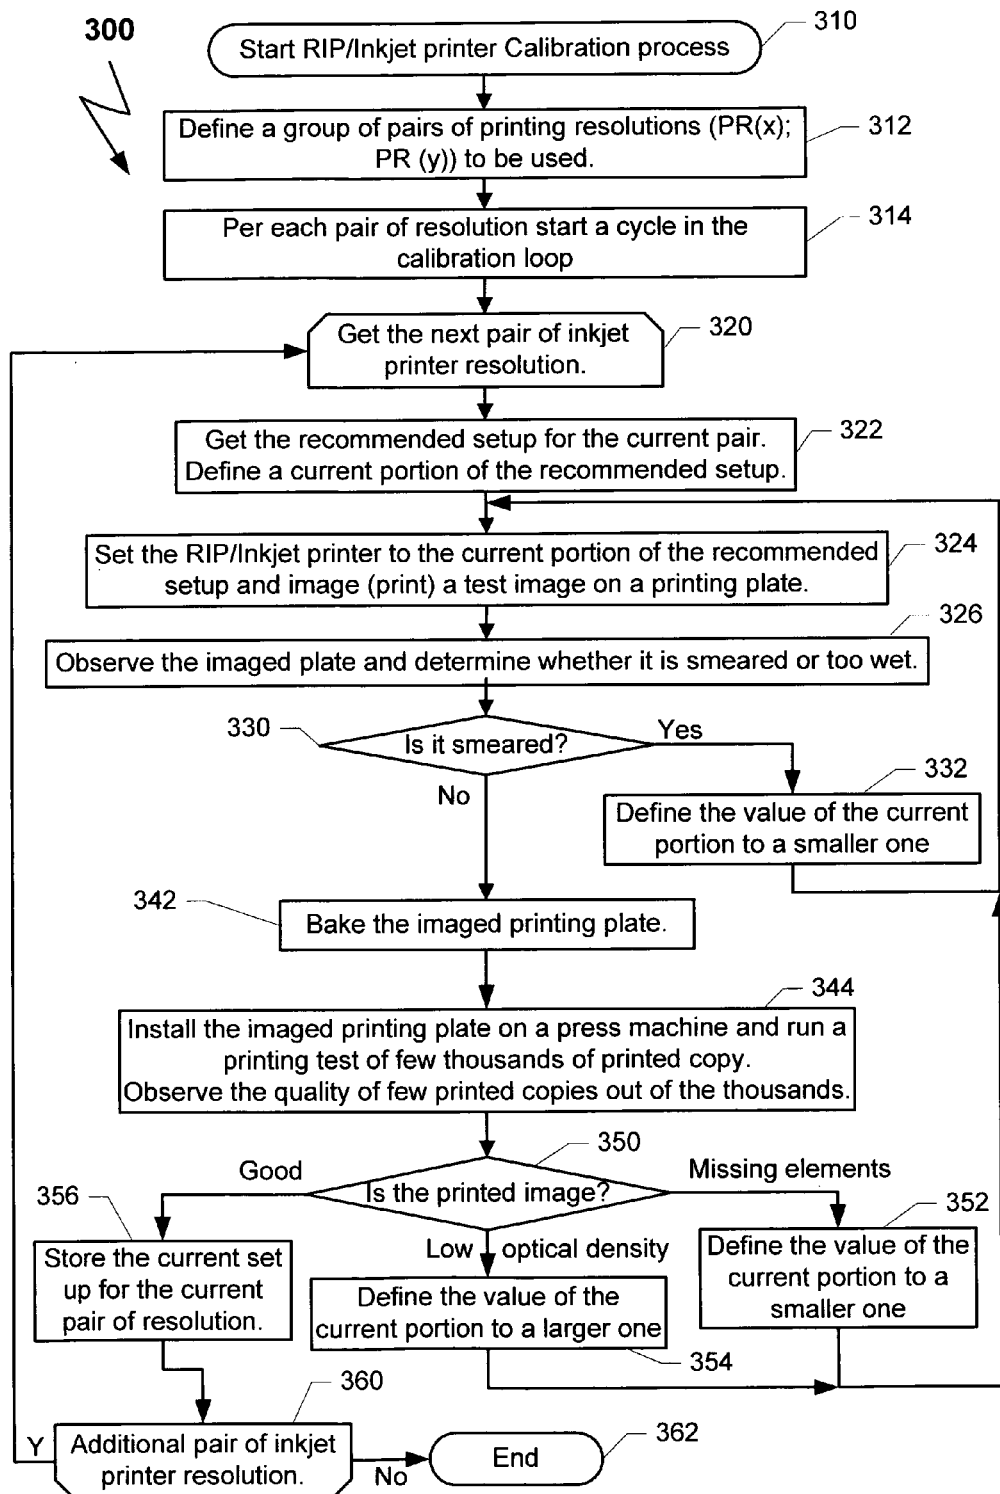 300
Start RIP/Inkjet printer Calibration process
310
Define a group of pairs of printing resolutions (PR(x);
PR (y)) to be used.
312
Per each pair of resolution start a cycle in the
calibration loop
314
Get the next pair of inkjet
printer resolution.
320
Get the recommended setup for the current pair.
Define a current portion of the recommended setup.
322
Set the RIP/Inkjet printer to the current portion of the recommended
setup and image (print) a test image on a printing plate.
324
326
Observe the imaged plate and determine whether it is smeared or too wet.
330
Is it smeared?
Yes
No
332
Define the value of the current
portion to a smaller one
342
Bake the imaged printing plate.
344
Install the imaged printing plate on a press machine and run a
printing test of few thousands of printed copy.
Observe the quality of few printed copies out of the thousands.
350
Good
Is the printed image?
Missing elements
356
Store the current set
up for the current
pair of resolution.
Low optical density
Define the value of the
current portion to a larger one
354
352
Define the value of the
current portion to a
smaller one
360
Y
Additional pair of inkjet
printer resolution.
No
End
362